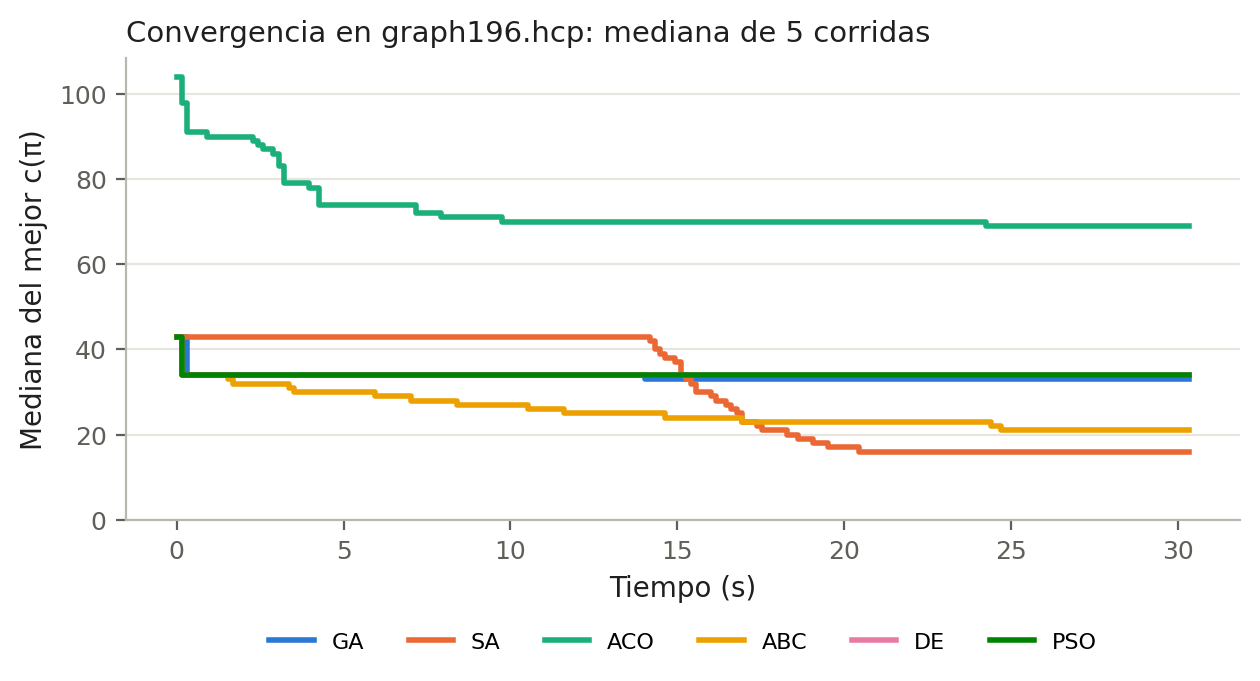 Convergencia en graph196.hcp: mediana de 5 corridas
Mediana del mejor c(π)
100
80
60
40
20
0
0 5 10 15 20 25 30
Tiempo (s)
GA SA ACO ABC DE PSO